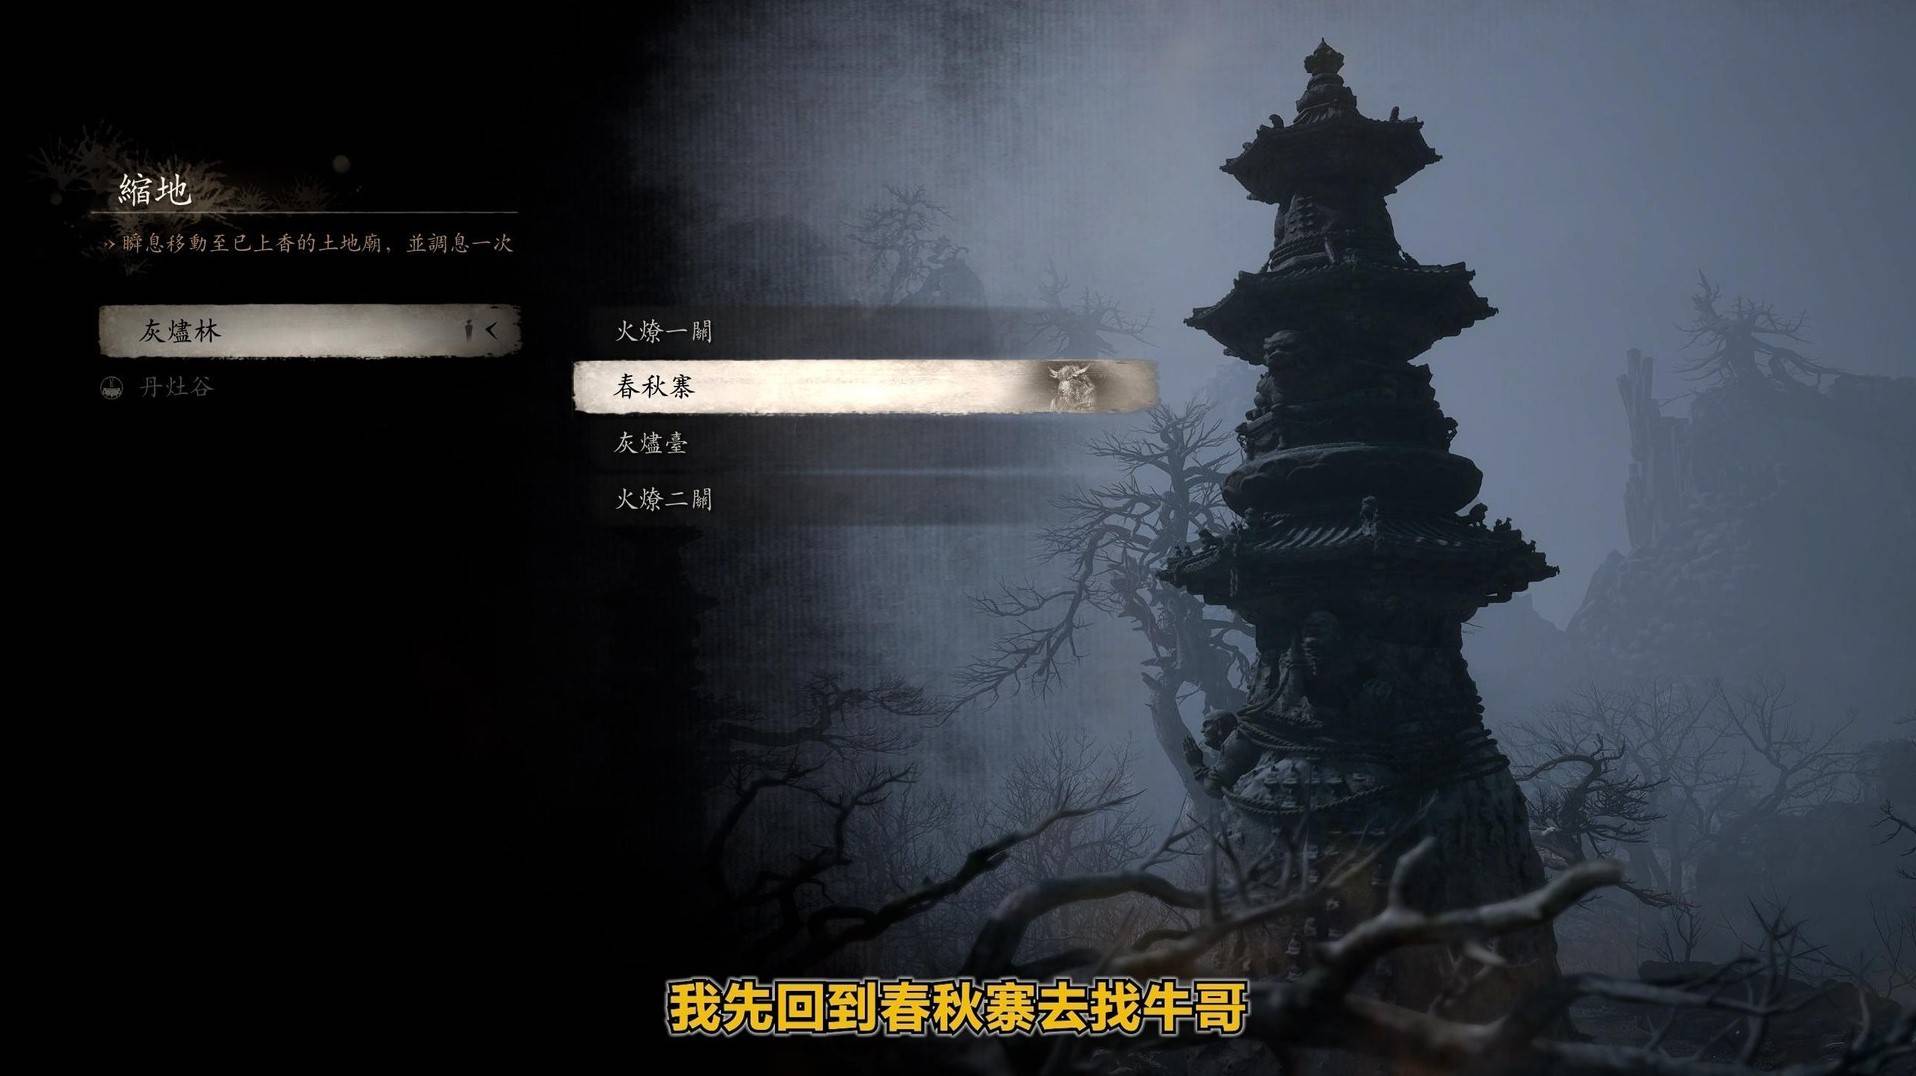 縮地
瞬息移動至已上香的土地廟，並調息一次
灰燼林
丹灶谷
火燎一關
春秋寨
灰燼臺
火燎二關
我先回到春秋寨去找牛哥